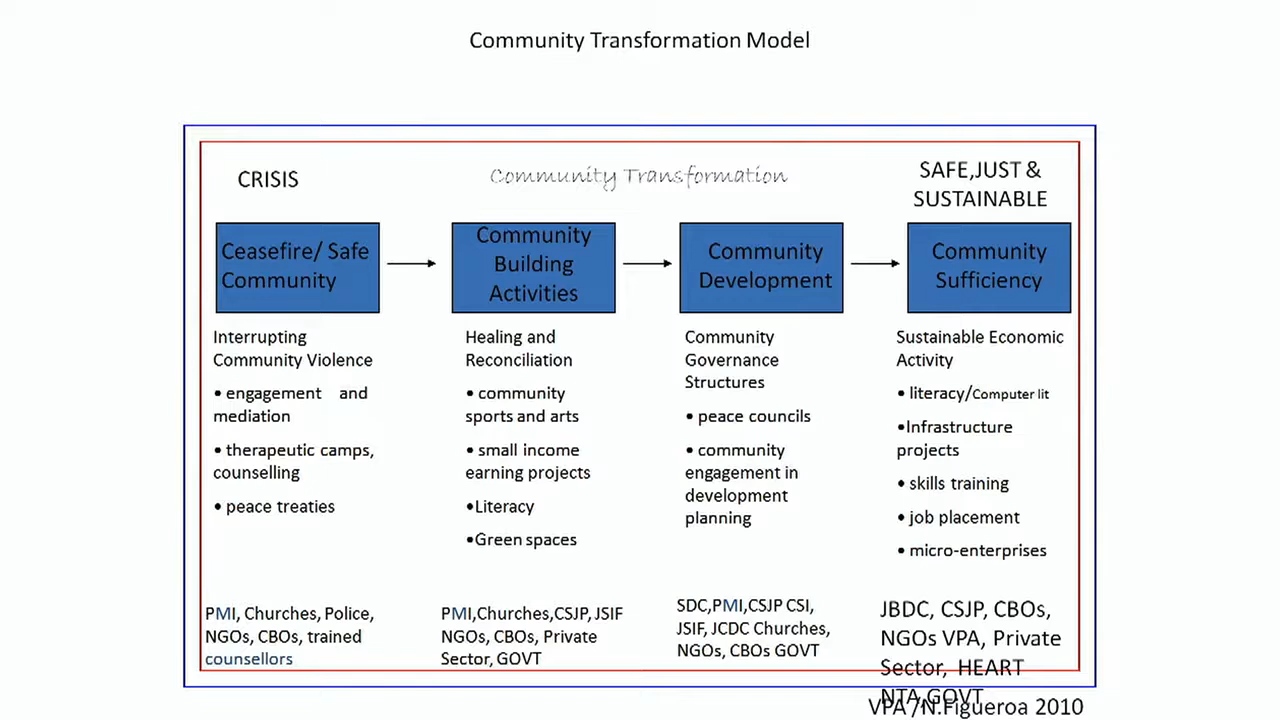 Community Transformation Model
CRISIS
Community Transformation
SAFE,JUST &
SUSTAINABLE
Ceasefire/ Safe
Community
Community
Building
Activities
Community
Development
Community
Sufficiency
Interrupting
Community Violence
• engagement and
mediation
• therapeutic camps,
counselling
• peace treaties
Healing and
Reconciliation
• community
sports and arts
• small income
earning projects
•Literacy
•Green spaces
Community
Governance
Structures
• peace councils
• community
engagement in
development
planning
Sustainable Economic
Activity
• literacy/Computer lit
•Infrastructure
projects
• skills training
• job placement
• micro-enterprises
PMI, Churches, Police,
NGOs, CBOs, trained
counsellors
PMI,Churches,CSJP, JSIF
NGOs, CBOs, Private
Sector, GOVT
SDC,PMI,CSJP CSI,
JSIF, JCDC Churches,
NGOs, CBOs GOVT
JBDC, CSJP, CBOs,
NGOs VPA, Private
Sector, HEART
NTA,GOVT
VPA /N.Figueroa 2010